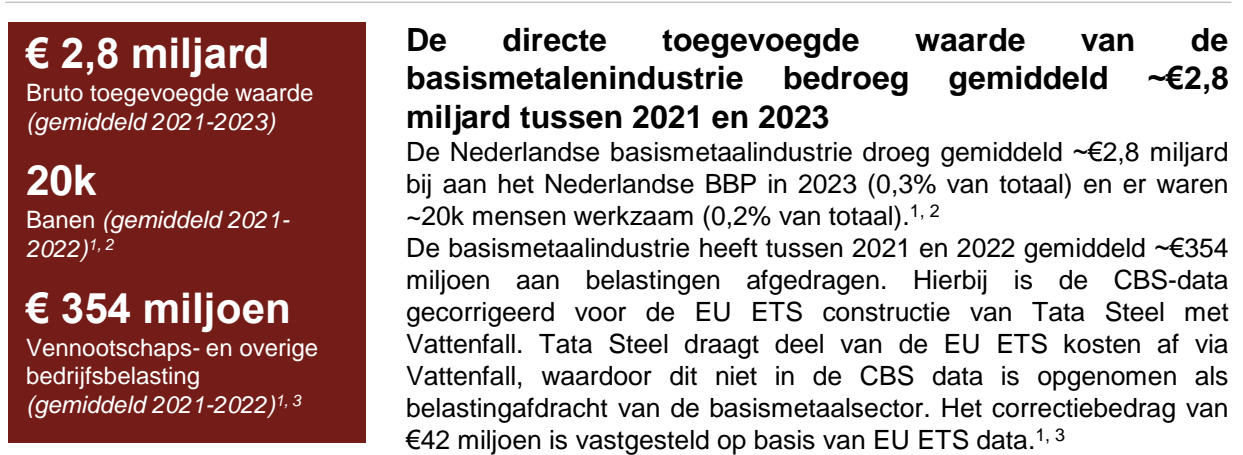 € 2,8 miljard
Bruto toegevoegde waarde
(gemiddeld 2021-2023)
20k
Banen (gemiddeld 2021-
2022)1, 2
€ 354 miljoen
Vennootschaps- en overige
bedrijfsbelasting
(gemiddeld 2021-2022)1, 3
De directe toegevoegde waarde van de
basismetalenindustrie bedroeg gemiddeld ~€2,8
miljard tussen 2021 en 2023
De Nederlandse basismetaalindustrie droeg gemiddeld ~€2,8 miljard
bij aan het Nederlandse BBP in 2023 (0,3% van totaal) en er waren
~20k mensen werkzaam (0,2% van totaal).1, 2
De basismetaalindustrie heeft tussen 2021 en 2022 gemiddeld ~€354
miljoen aan belastingen afgedragen. Hierbij is de CBS-data
gecorrigeerd voor de EU ETS constructie van Tata Steel met
Vattenfall. Tata Steel draagt deel van de EU ETS kosten af via
Vattenfall, waardoor dit niet in de CBS data is opgenomen als
belastingafdracht van de basismetaalsector. Het correctiebedrag van
€42 miljoen is vastgesteld op basis van EU ETS data.1, 3